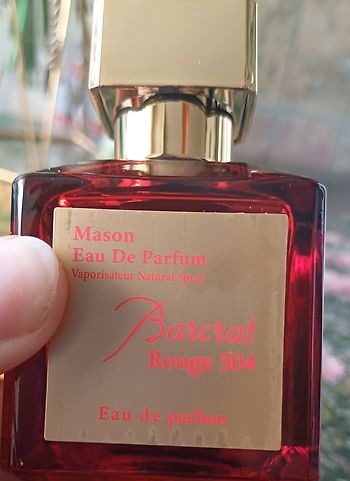 Mason
Eau De Parfum
Vaporisateur Natural Spray
Barcrat
Rouge 504
Eau de parfum